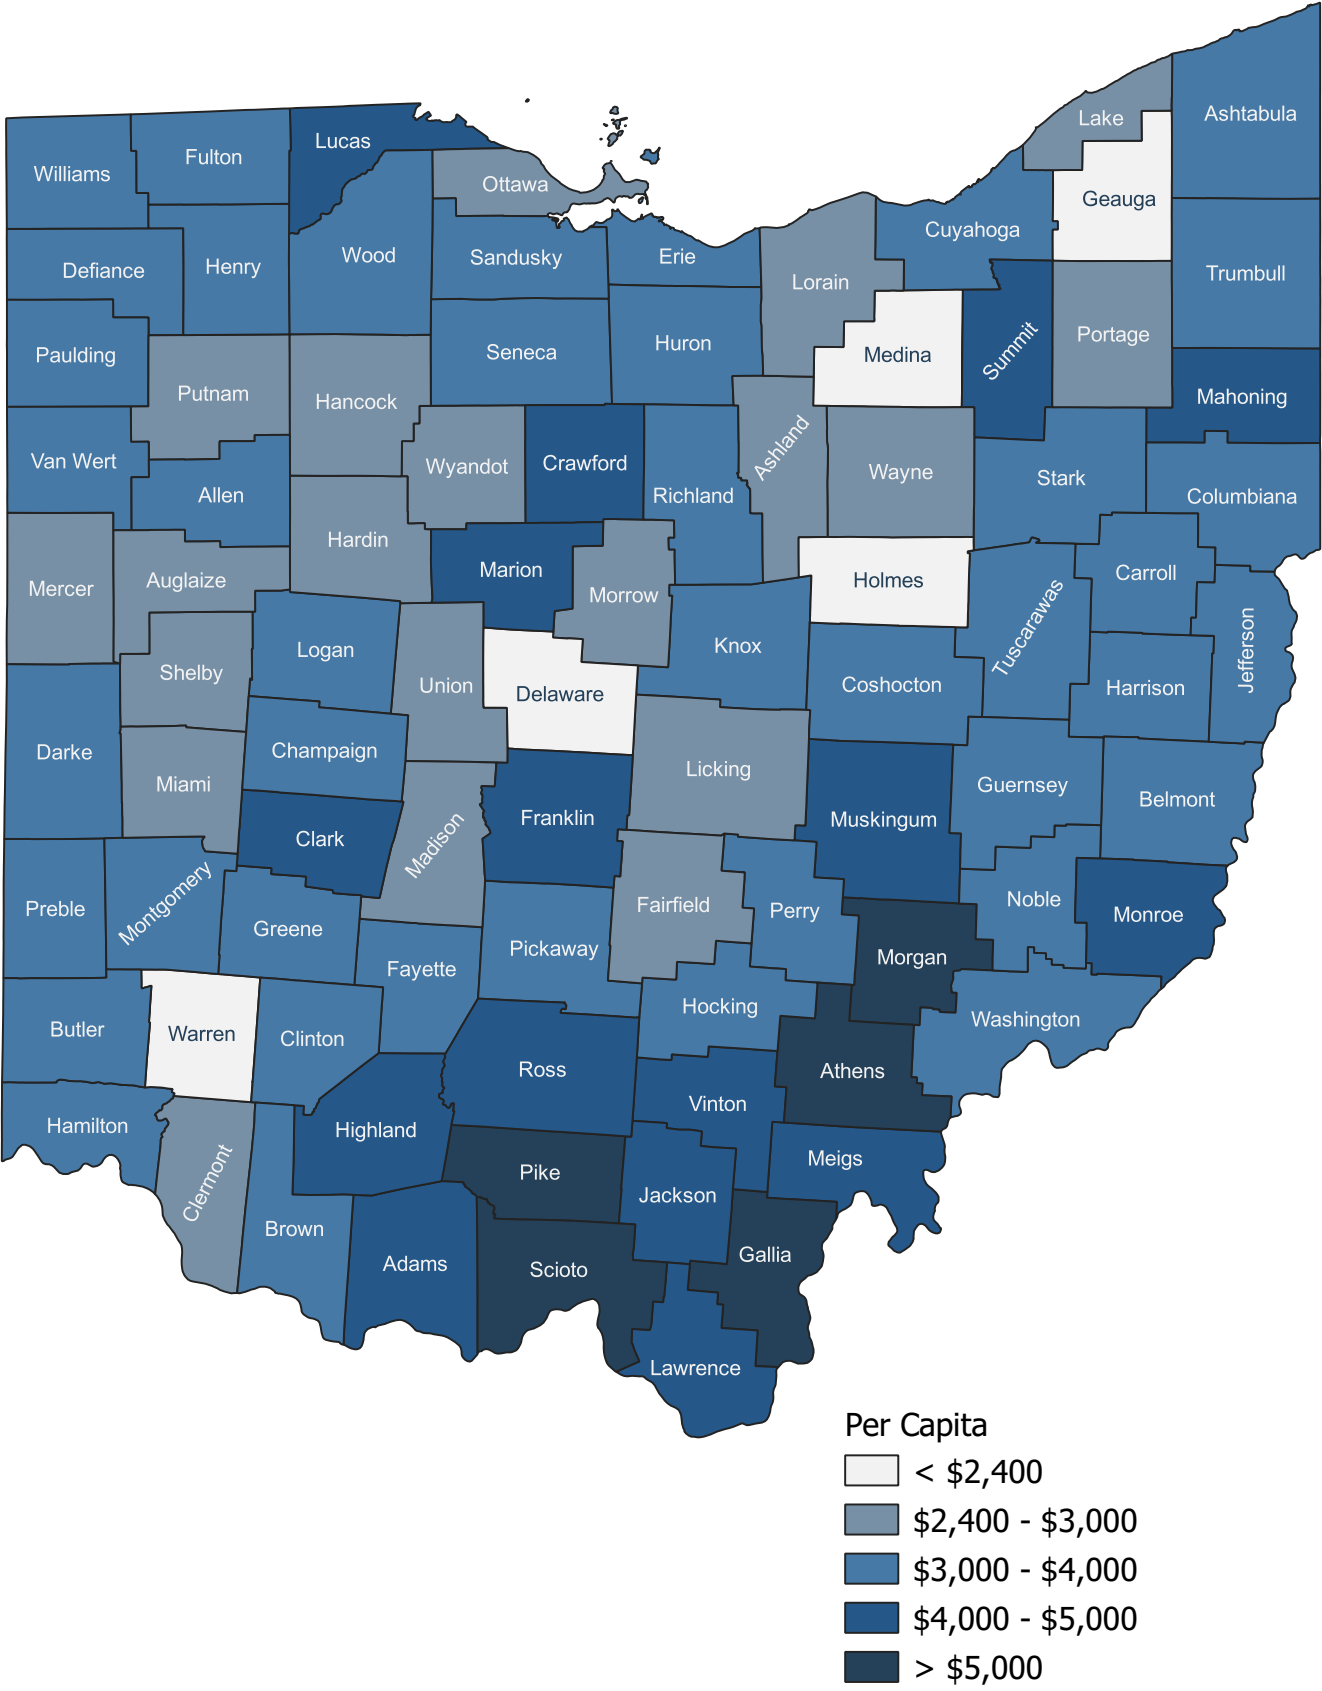 Ashtabula
Lake
Lucas
Fulton
Williams
Ottawa
Geauga
Cuyahoga
Wood
Sandusky
Erie
Henry
Defiance
Trumbull
Lorain
Portage
Summit
Huron
Seneca
Medina
Paulding
Putnam
Hancock
Mahoning
Ashland
Van Wert
Wyandot
Crawford
Wayne
Stark
Allen
Richland
Columbiana
Hardin
Marion
Carroll
Auglaize
Holmes
Mercer
Morrow
Tuscarawas
Knox
Logan
Jefferson
Shelby
Union
Coshocton
Harrison
Delaware
Darke
Champaign
Licking
Miami
Guernsey
Belmont
Franklin
Muskingum
Clark
Madison
Montgomery
Noble
Fairfield
Preble
Perry
Monroe
Greene
Pickaway
Morgan
Fayette
Hocking
Washington
Butler
Warren
Clinton
Ross
Athens
Vinton
Hamilton
Highland
Meigs
Pike
Clermont
Jackson
Brown
Gallia
Adams
Scioto
Lawrence
Per Capita
< $2,400
$2,400 - $3,000
$3,000 - $4,000
$4,000 - $5,000
> $5,000